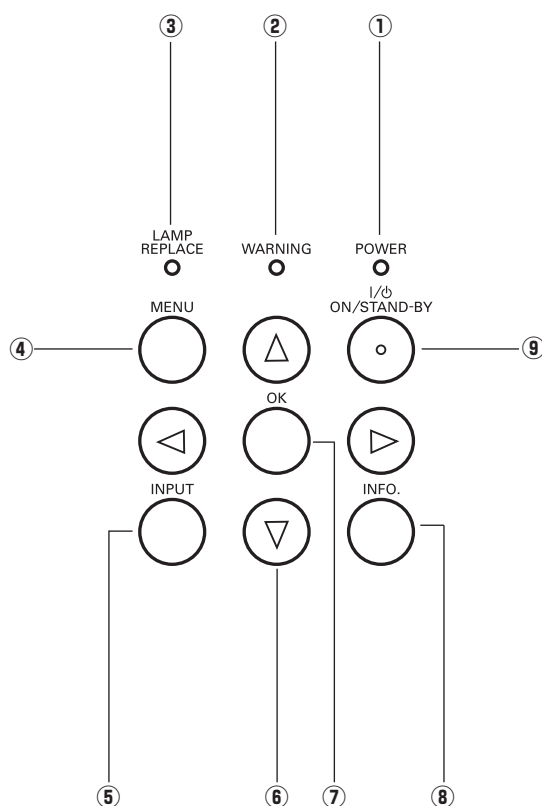 ③ ② ①
LAMP
REPLACE
WARNING
POWER
MENU
I/⏻
ON/STAND-BY
④
⑨
OK
INPUT
INFO.
⑤ ⑥ ⑦ ⑧